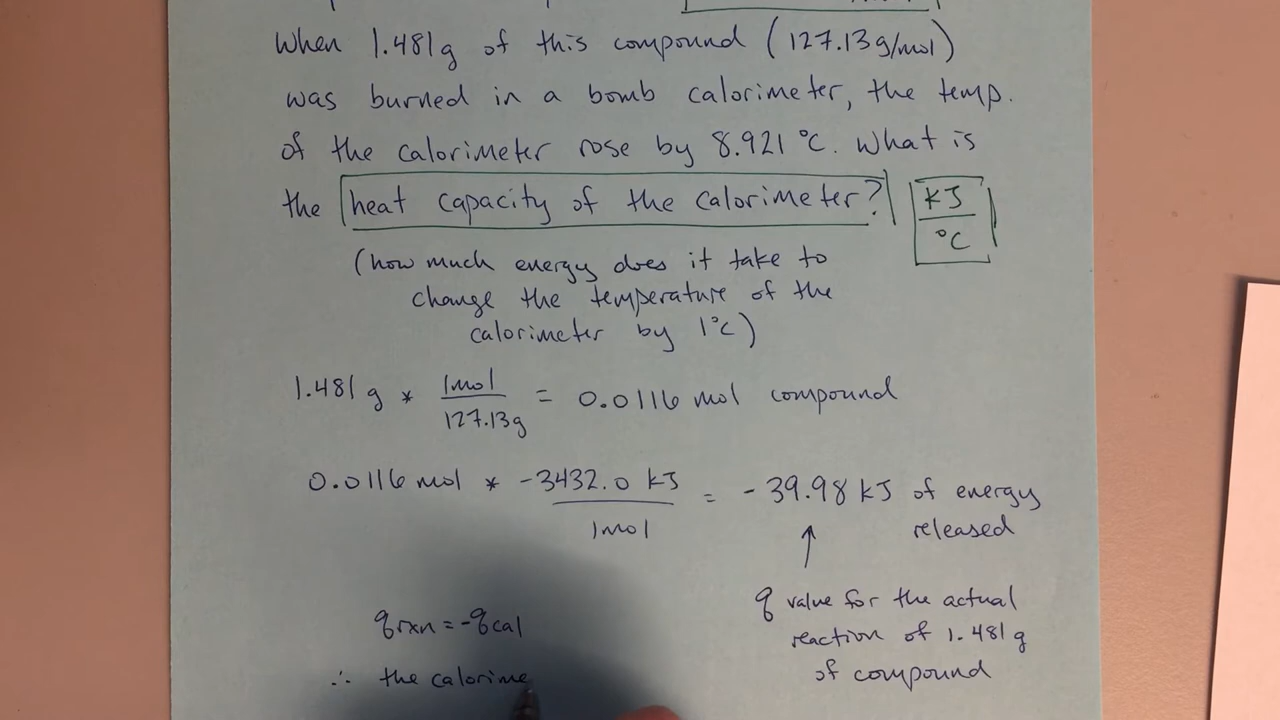 When 1.481g of this compound (127.13g/mol)
was burned in a bomb calorimeter, the temp.
of the calorimeter rose by 8.921 °C. What is
the heat capacity of the calorimeter? kJ/°C
(how much energy does it take to
change the temperature of the
calorimeter by 1°C)
1.481 g * 1mol/127.13g = 0.0116 mol compound
0.0116 mol * -3432.0 kJ/1mol = -39.98 kJ of energy
released
q value for the actual
reaction of 1.481g
of compound
qrxn = -qcal
∴ the calorime